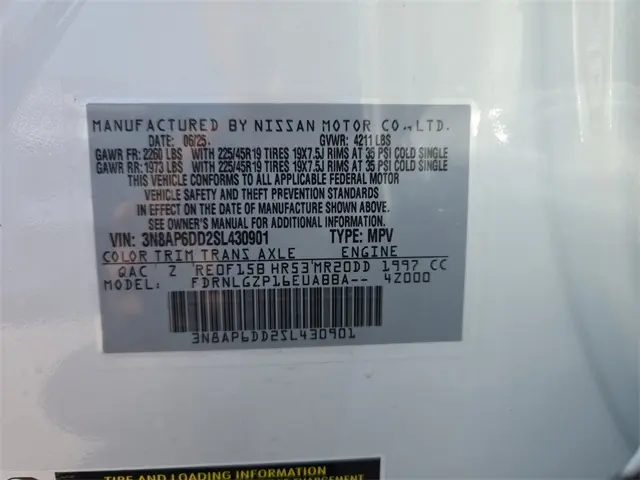 MANUFACTURED BY NISSAN MOTOR CO., LTD.
DATE: 06/25. GVWR: 4211 LBS
GAWR FR: 2260 LBS WITH 225/45R19 TIRES 19X7.5J RIMS AT 36 PSI COLD SINGLE
GAWR RR: 1973 LBS WITH 225/45R19 TIRES 19X7.5J RIMS AT 35 PSI COLD SINGLE
THIS VEHICLE CONFORMS TO ALL APPLICABLE FEDERAL MOTOR
VEHICLE SAFETY AND THEFT PREVENTION STANDARDS
IN EFFECT ON THE DATE OF MANUFACTURE SHOWN ABOVE.
SEE OWNER'S MANUAL FOR ADDITIONAL INFORMATION
VIN: 3N8AP6DD2SL430901 TYPE: MPV
COLOR TRIM TRANS AXLE ENGINE
QAC Z RE0F15B HR53 MR20DD 1997 CC
MODEL: FDRNLGZP16EUABBA-- 4Z000
3N8AP6DD2SL430901
TIRE AND LOADING INFORMATION